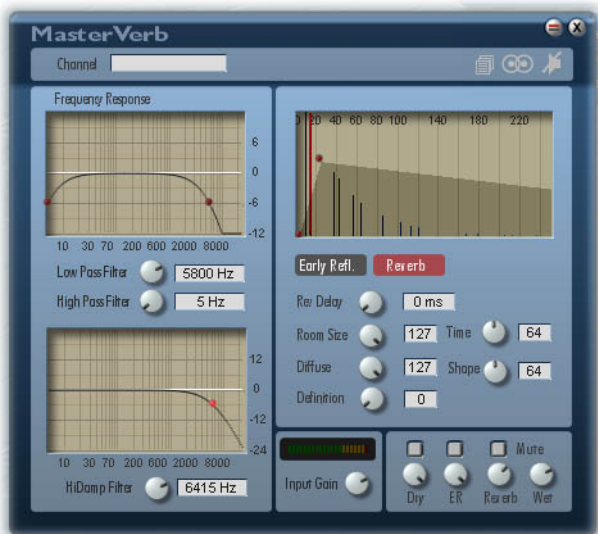 MasterVerb
X
Channel
Frequency Response
6
0
-6
-12
10 30 70 200 600 2000 8000
Low Pass Filter 5800 Hz
High Pass Filter 5 Hz
12
0
-12
-24
10 30 70 200 600 2000 8000
HiDamp Filter 6415 Hz
0 20 40 60 80 100 140 180 220
Early Refl. Reverb
Rev Delay 0 ms
Room Size 127 Time 64
Diffuse 127 Shape 64
Definition 0
Input Gain
Mute
Dry ER Reverb Wet